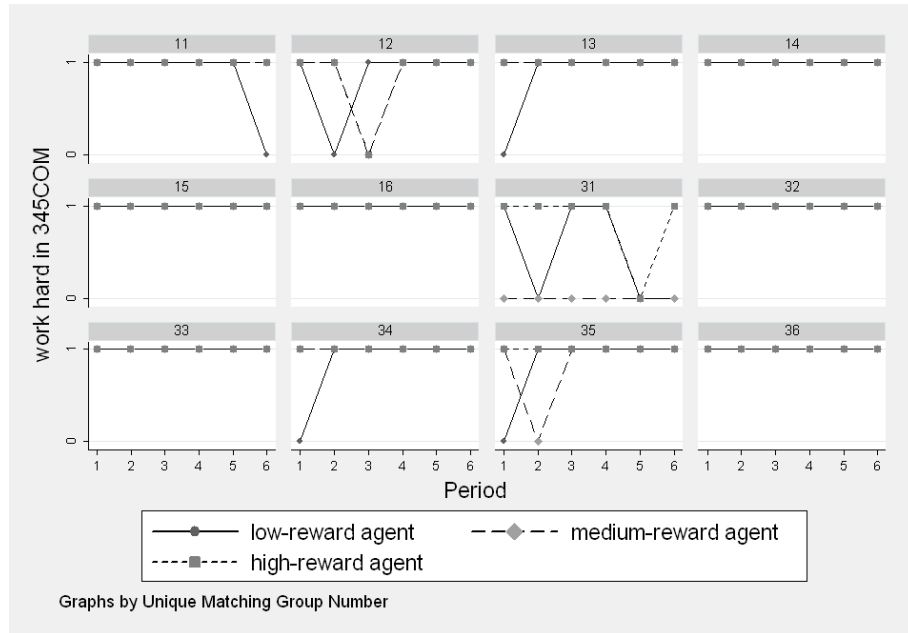 work hard in 345COM
11 12 13 14
1
0
15 16 31 32
1
0
33 34 35 36
1
0
1 2 3 4 5 6 1 2 3 4 5 6 1 2 3 4 5 6 1 2 3 4 5 6
Period
low-reward agent medium-reward agent
high-reward agent
Graphs by Unique Matching Group Number